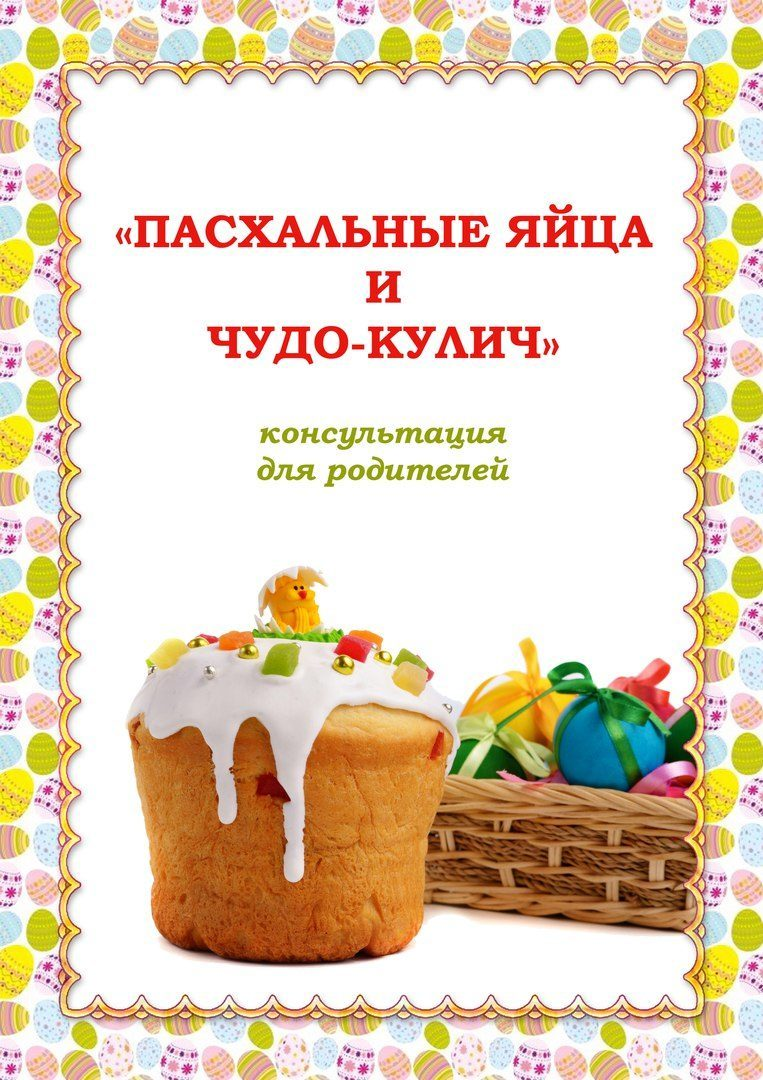 «ПАСХАЛЬНЫЕ ЯЙЦА
И
ЧУДО-КУЛИЧ»
консультация
для родителей